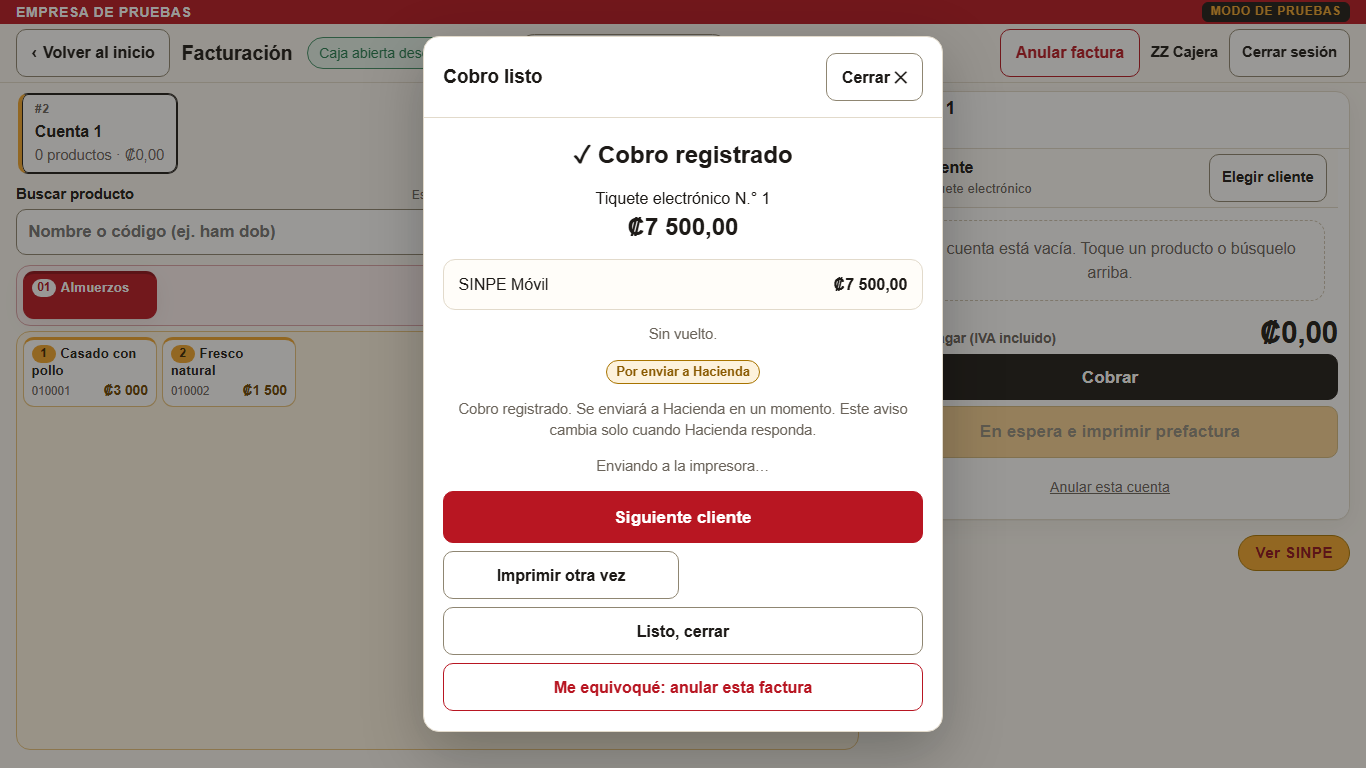 EMPRESA DE PRUEBAS
MODO DE PRUEBAS
‹ Volver al inicio
Facturación
Caja abierta
Anular factura
ZZ Cajera
Cerrar sesión
#2
Cuenta 1
0 productos · ₡0,00
Buscar producto
Nombre o código (ej. ham dob)
01 Almuerzos
1 Casado con
pollo
010001 ₡3 000
2 Fresco
natural
010002 ₡1 500
Cobro listo
Cerrar ✕
✓ Cobro registrado
Tiquete electrónico N.° 1
₡7 500,00
SINPE Móvil ₡7 500,00
Sin vuelto.
Por enviar a Hacienda
Cobro registrado. Se enviará a Hacienda en un momento. Este aviso
cambia solo cuando Hacienda responda.
Enviando a la impresora…
Siguiente cliente
Imprimir otra vez
Listo, cerrar
Me equivoqué: anular esta factura
1
electrónico
Elegir cliente
cuenta está vacía. Toque un producto o búsquelo
arriba.
(IVA incluido)
₡0,00
Cobrar
En espera e imprimir prefactura
Anular esta cuenta
Ver SINPE